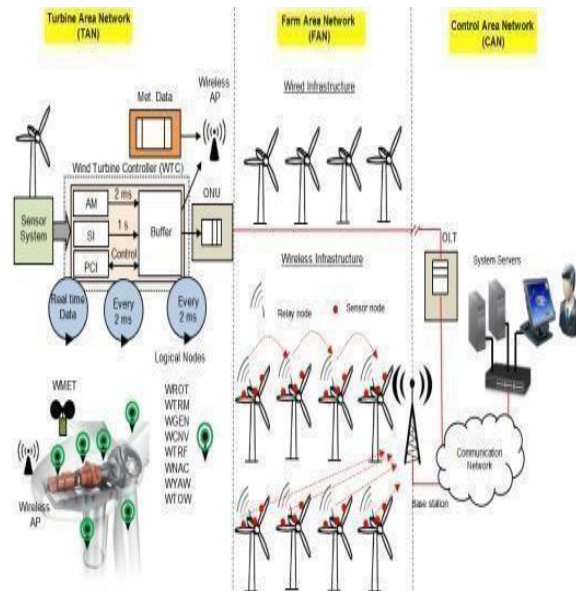 Turbine Area Network
(TAN)
Farm Area Network
(FAN)
Control Area Network
(CAN)
Wired Infrastructure
Met. Data
Wireless
AP
Wind Turbine Controller (WTC)
Sensor
System
AM
SI
PCI
2 ms
1 s
Control
Buffer
ONU
OLT
System Servers
Wireless Infrastructure
Relay node
Sensor node
Real time
Data
Every
2 ms
Every
2 ms
Logical Nodes
WMET
Wireless
AP
WROT
WTRM
WGEN
WCNV
WTRF
WNAC
WYAW
WTOW
Base station
Communication
Network